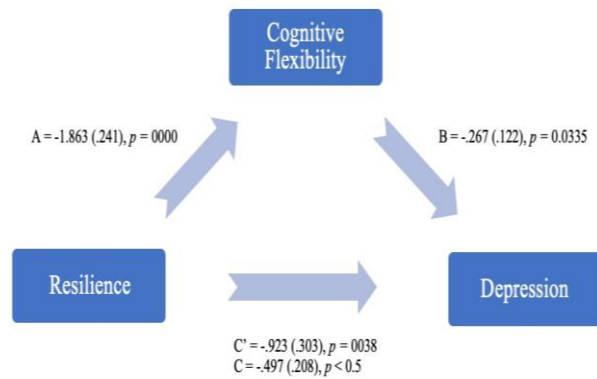 Cognitive
Flexibility
A = -1.863 (.241), p = 0000
B = -.267 (.122), p = 0.0335
Resilience
Depression
C’ = -.923 (.303), p = 0038
C = -.497 (.208), p < 0.5